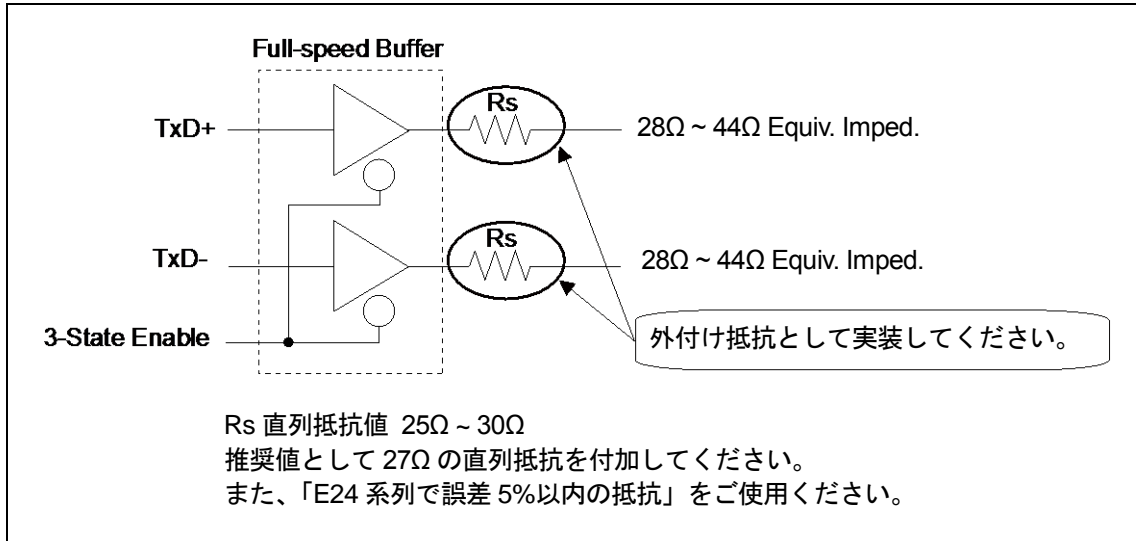 Full-speed Buffer
Rs
TxD+
28Ω ~ 44Ω Equiv. Imped.
Rs
TxD-
28Ω ~ 44Ω Equiv. Imped.
3-State Enable
外付け抵抗として実装してください。
Rs 直列抵抗値 25Ω ~ 30Ω
推奨値として 27Ω の直列抵抗を付加してください。
また、「E24 系列で誤差 5%以内の抵抗」をご使用ください。